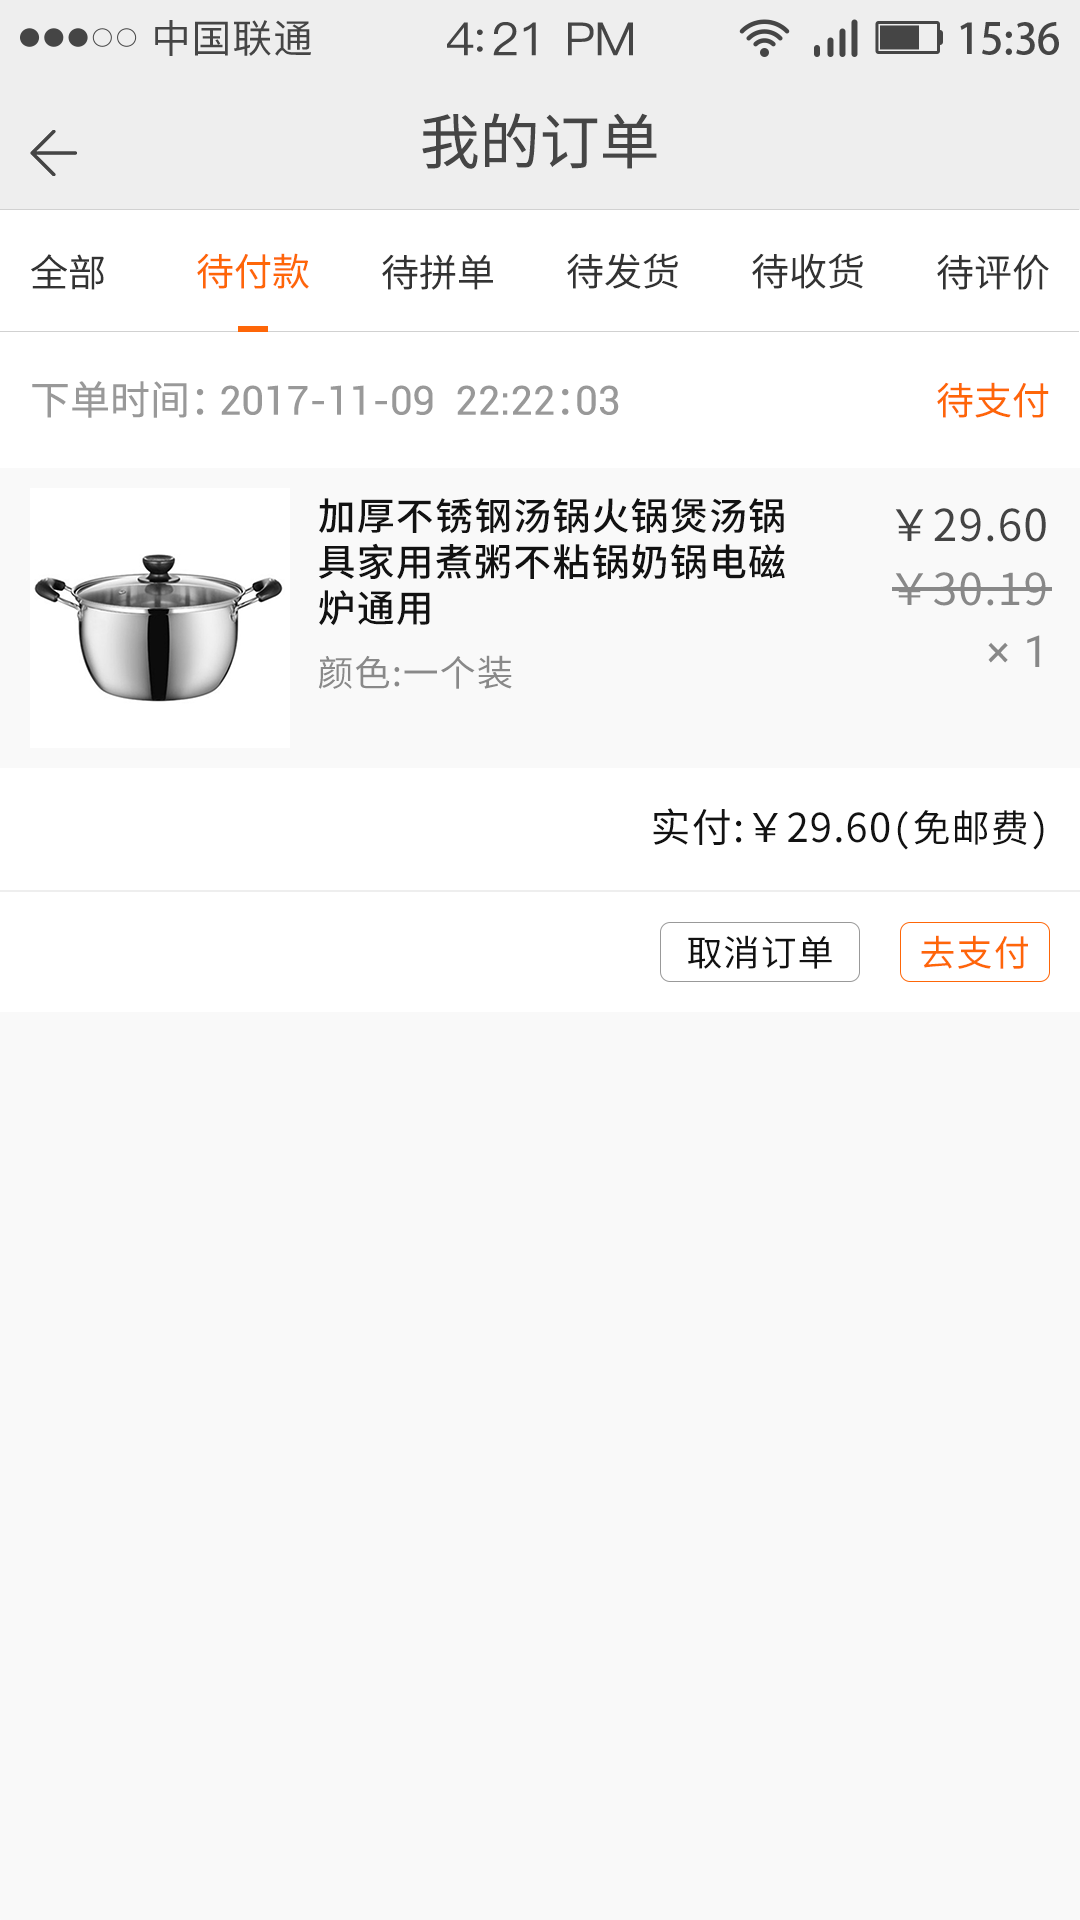 中国联通 4:21 PM 15:36
我的订单
全部 待付款 待拼单 待发货 待收货 待评价
下单时间: 2017-11-09 22:22:03 待支付
加厚不锈钢汤锅火锅煲汤锅 ￥29.60
具家用煮粥不粘锅奶锅电磁 ￥30.19
炉通用 × 1
颜色:一个装
实付:￥29.60(免邮费)
取消订单 去支付